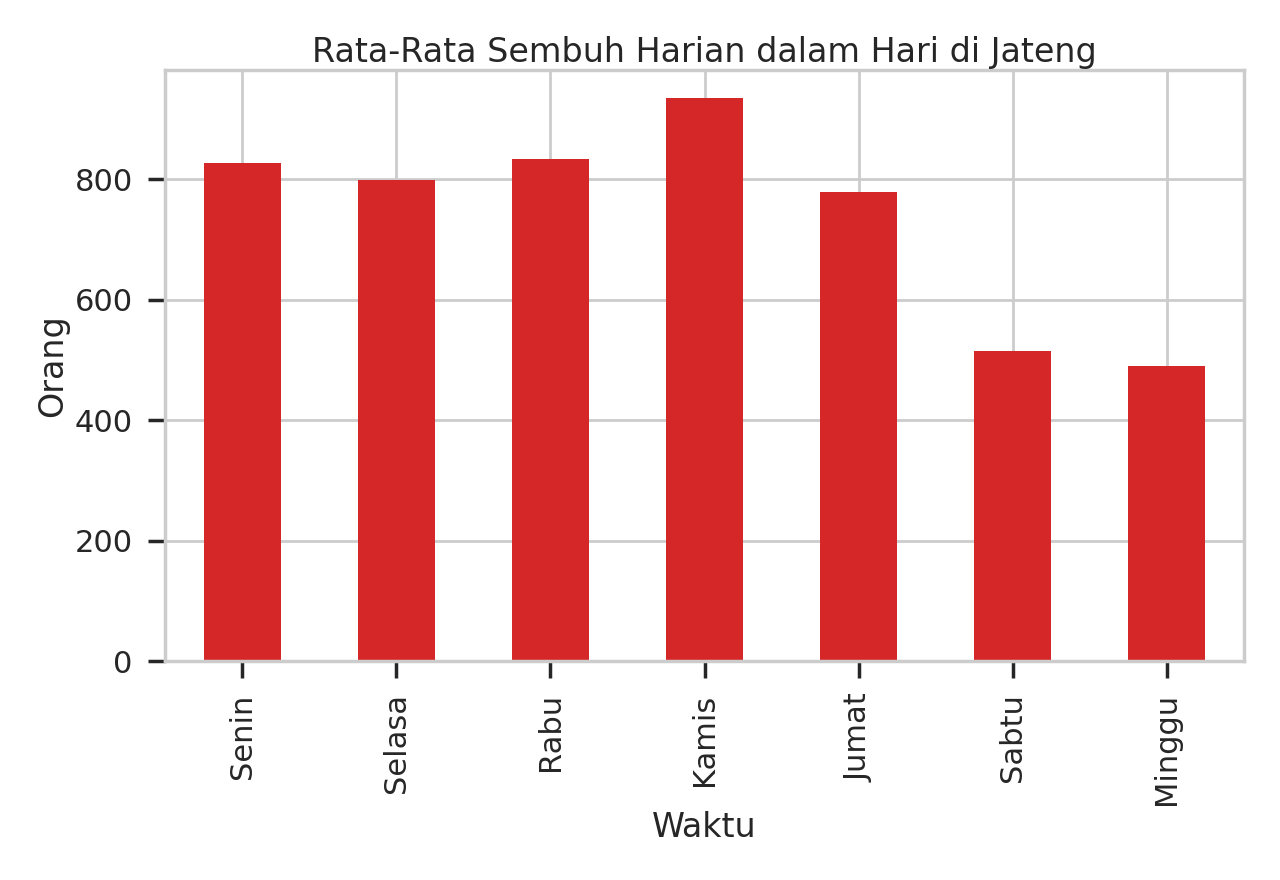 Rata-Rata Sembuh Harian dalam Hari di Jateng
Orang
800
600
400
200
0
Senin
Selasa
Rabu
Kamis
Jumat
Sabtu
Minggu
Waktu